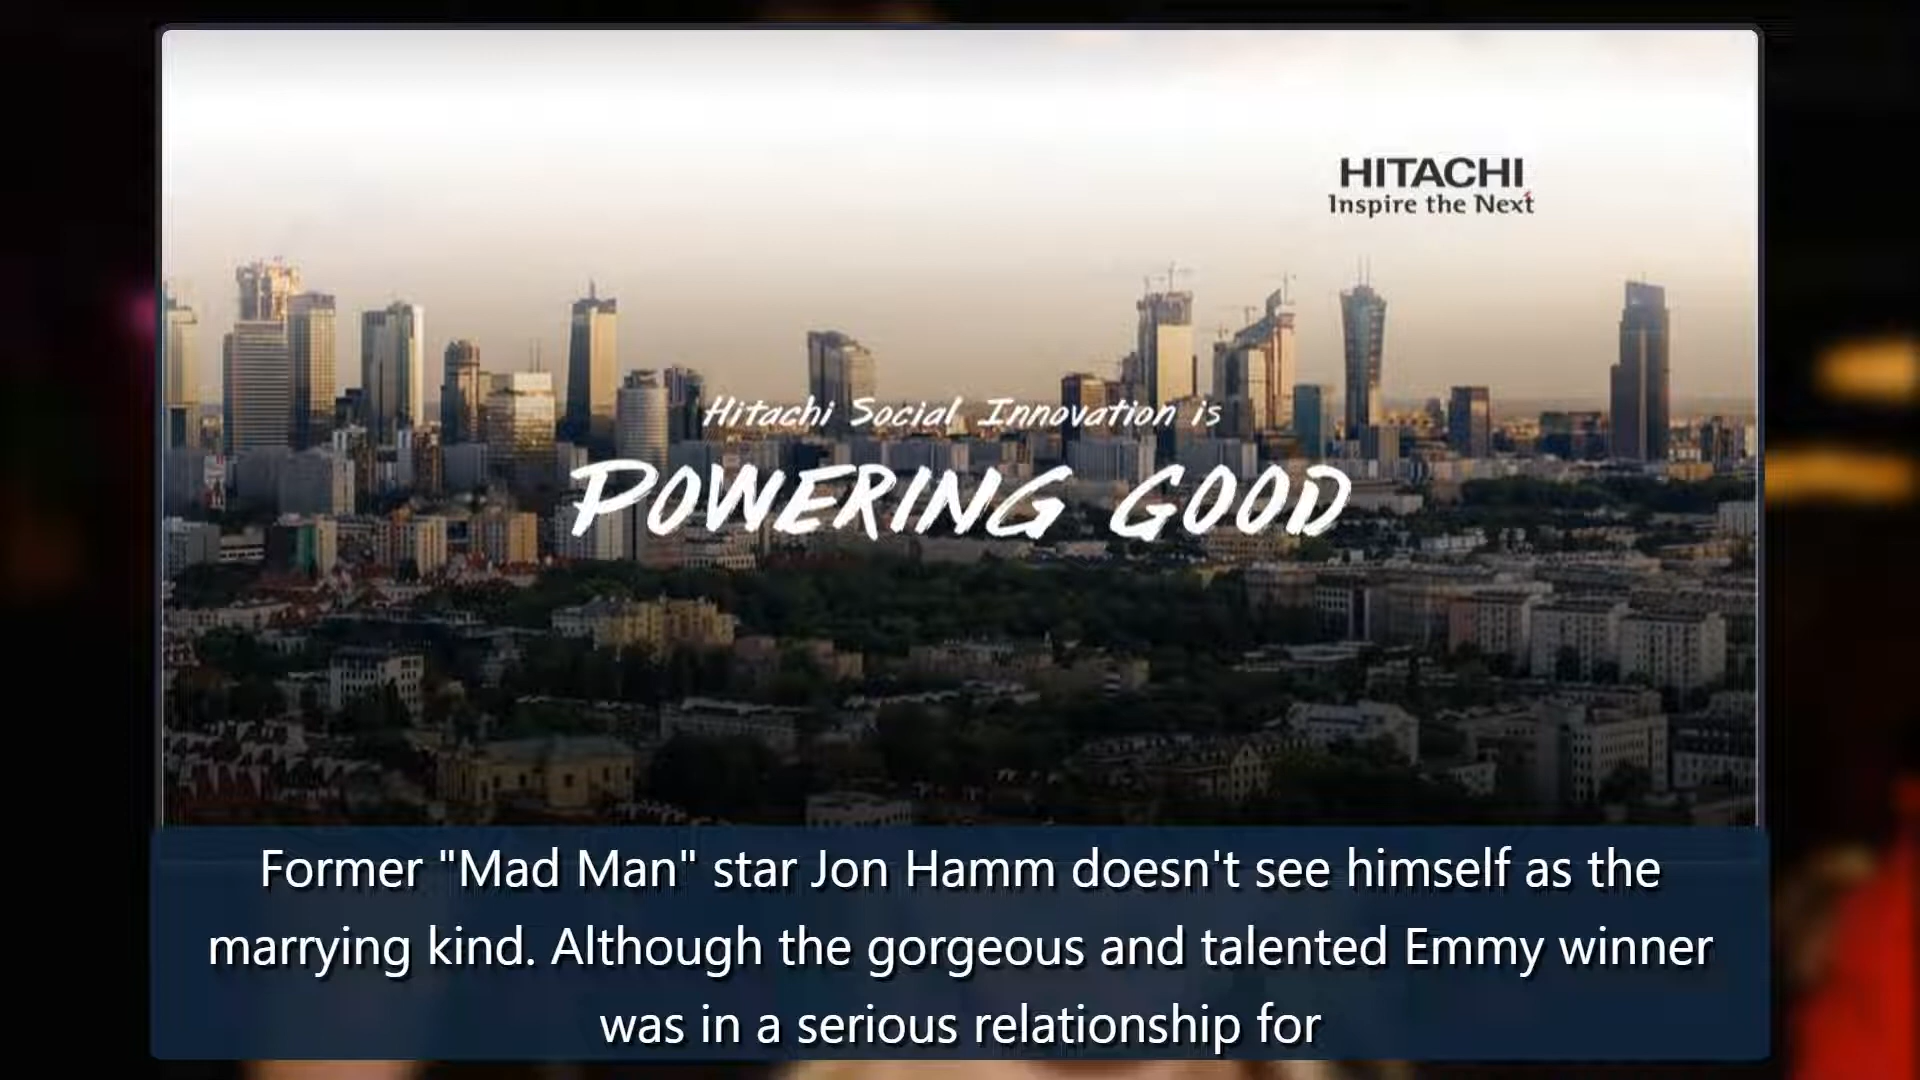 HITACHI
Inspire the Next
Hitachi Social Innovation is
POWERING GOOD
Former "Mad Man" star Jon Hamm doesn't see himself as the
marrying kind. Although the gorgeous and talented Emmy winner
was in a serious relationship for